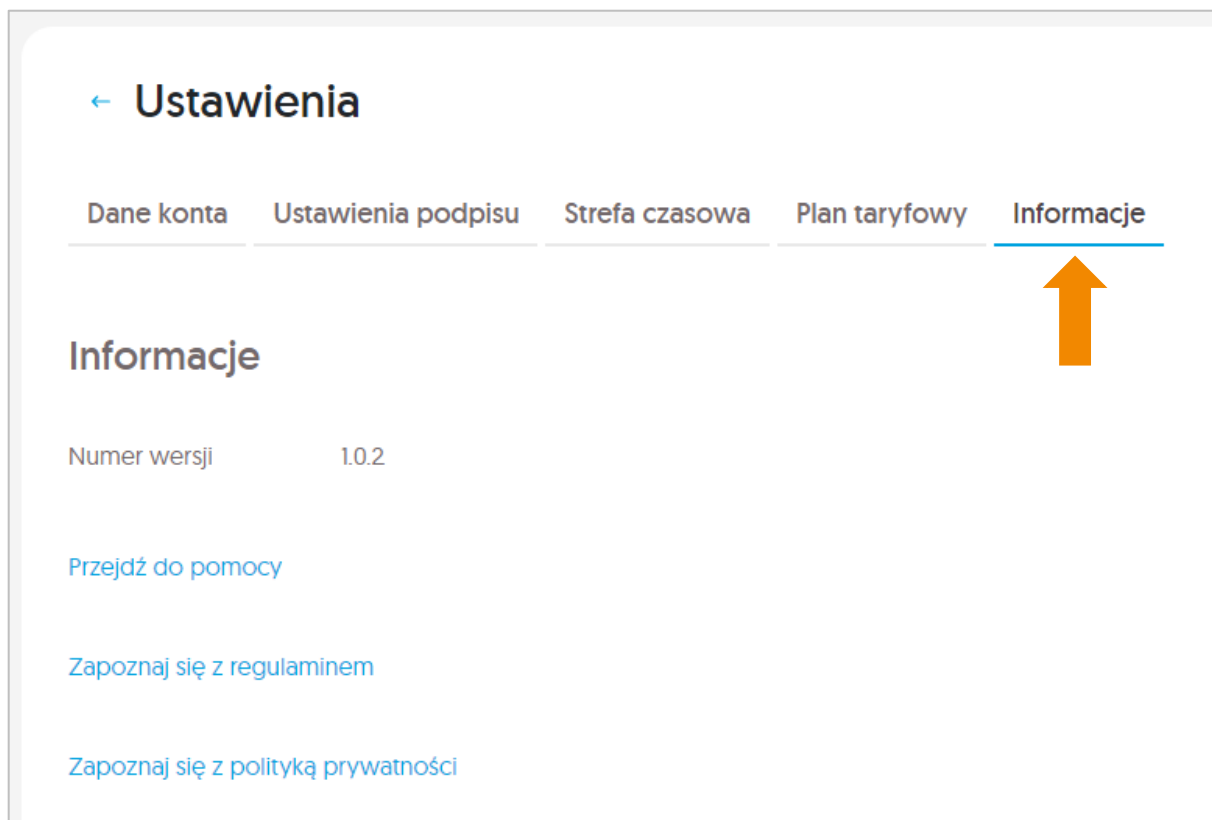 ← Ustawienia
Dane konta Ustawienia podpisu Strefa czasowa Plan taryfowy Informacje
Informacje
Numer wersji 1.0.2
Przejdź do pomocy
Zapoznaj się z regulaminem
Zapoznaj się z polityką prywatności